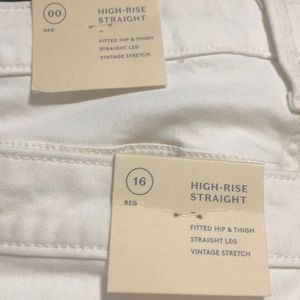 00
REG
HIGH-RISE
STRAIGHT
FITTED HIP & THIGH
STRAIGHT LEG
VINTAGE STRETCH
16
REG
HIGH-RISE
STRAIGHT
FITTED HIP & THIGH
STRAIGHT LEG
VINTAGE STRETCH